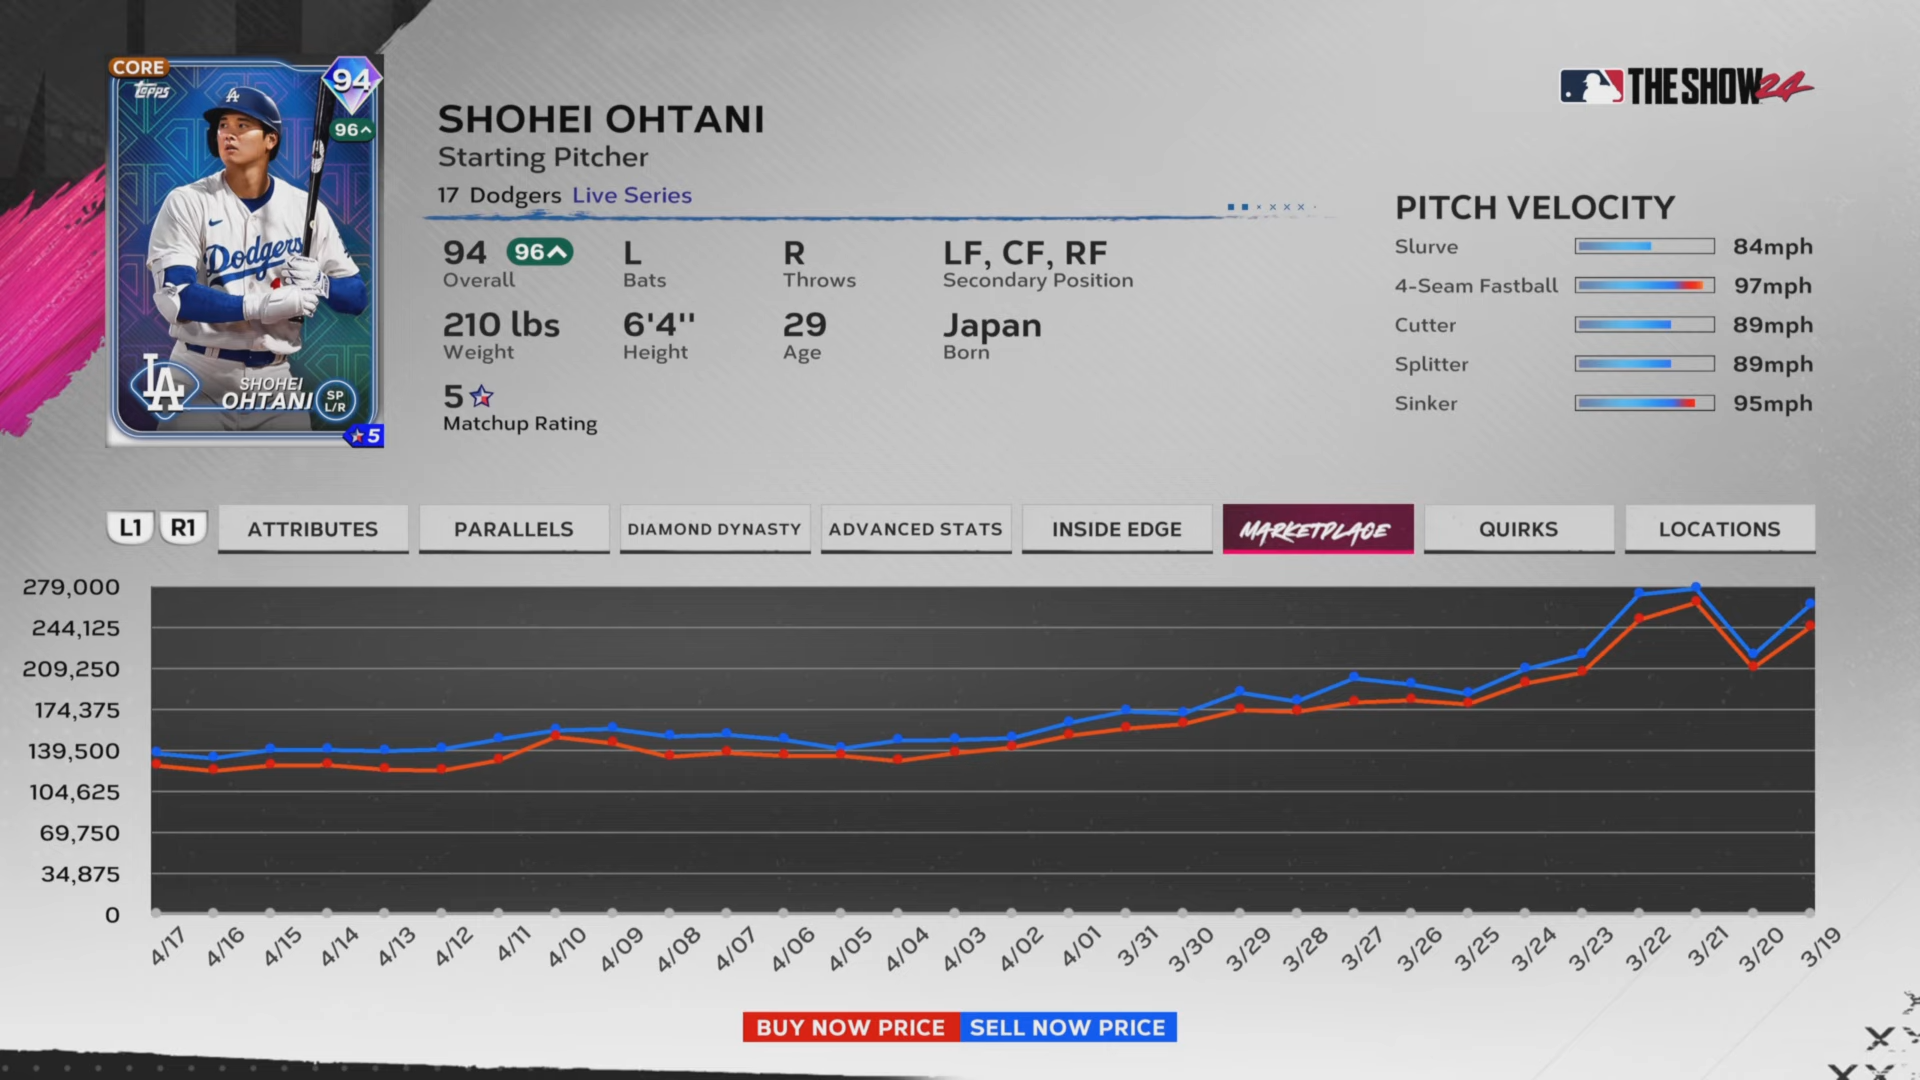 CORE
Topps
94
96
Dodgers
LA
SHOHEI
OHTANI
SP
L/R
5
SHOHEI OHTANI
Starting Pitcher
17 Dodgers Live Series
94 96
Overall
L
Bats
R
Throws
LF, CF, RF
Secondary Position
210 lbs
Weight
6'4''
Height
29
Age
Japan
Born
5
Matchup Rating
THE SHOW 24
PITCH VELOCITY
Slurve 84mph
4-Seam Fastball 97mph
Cutter 89mph
Splitter 89mph
Sinker 95mph
L1 R1 ATTRIBUTES PARALLELS DIAMOND DYNASTY ADVANCED STATS INSIDE EDGE MARKETPLACE QUIRKS LOCATIONS
279,000
244,125
209,250
174,375
139,500
104,625
69,750
34,875
0
4/17 4/16 4/15 4/14 4/13 4/12 4/11 4/10 4/09 4/08 4/07 4/06 4/05 4/04 4/03 4/02 4/01 3/31 3/30 3/29 3/28 3/27 3/26 3/25 3/24 3/23 3/22 3/21 3/20 3/19
BUY NOW PRICE SELL NOW PRICE